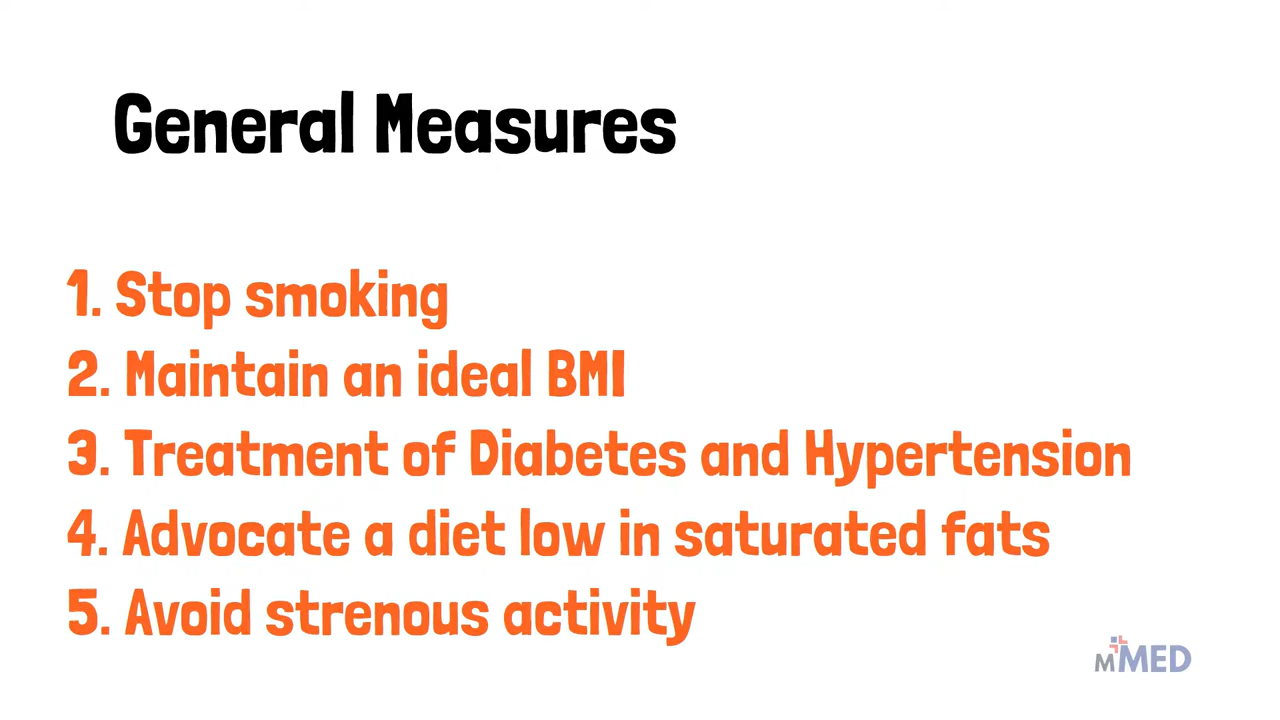 General Measures
1. Stop smoking
2. Maintain an ideal BMI
3. Treatment of Diabetes and Hypertension
4. Advocate a diet low in saturated fats
5. Avoid strenous activity
MMED